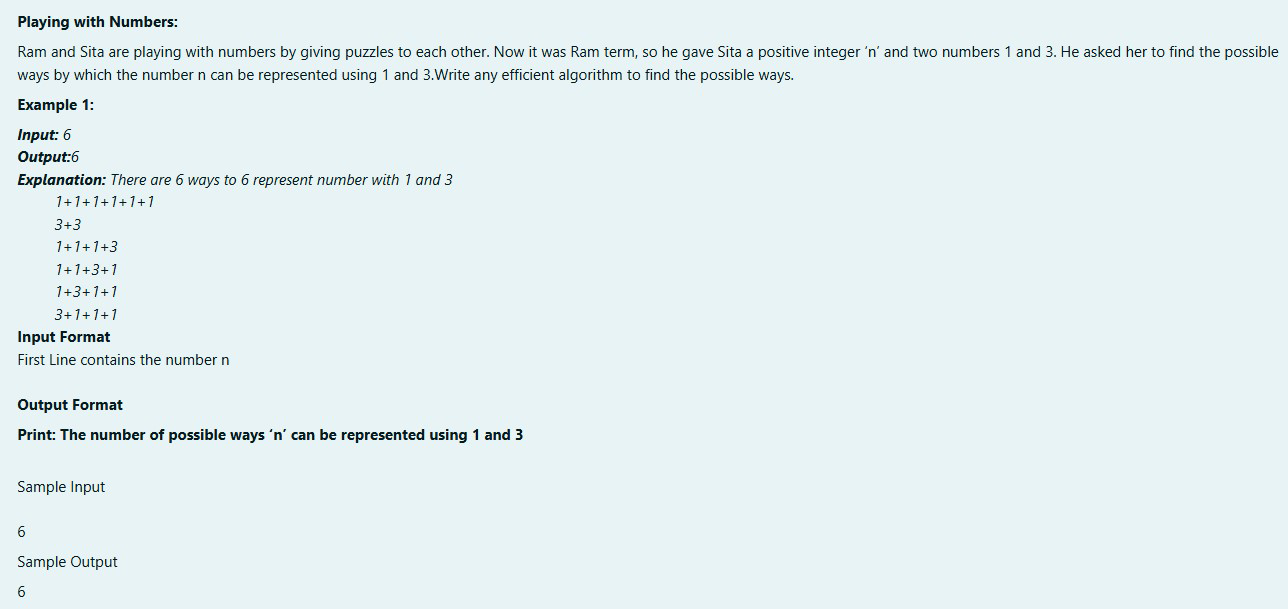 Playing with Numbers:
Ram and Sita are playing with numbers by giving puzzles to each other. Now it was Ram term, so he gave Sita a positive integer ‘n’ and two numbers 1 and 3. He asked her to find the possible
ways by which the number n can be represented using 1 and 3.Write any efficient algorithm to find the possible ways.
Example 1:
Input: 6
Output:6
Explanation: There are 6 ways to 6 represent number with 1 and 3
1+1+1+1+1+1
3+3
1+1+1+3
1+1+3+1
1+3+1+1
3+1+1+1
Input Format
First Line contains the number n
Output Format
Print: The number of possible ways ‘n’ can be represented using 1 and 3
Sample Input
6
Sample Output
6